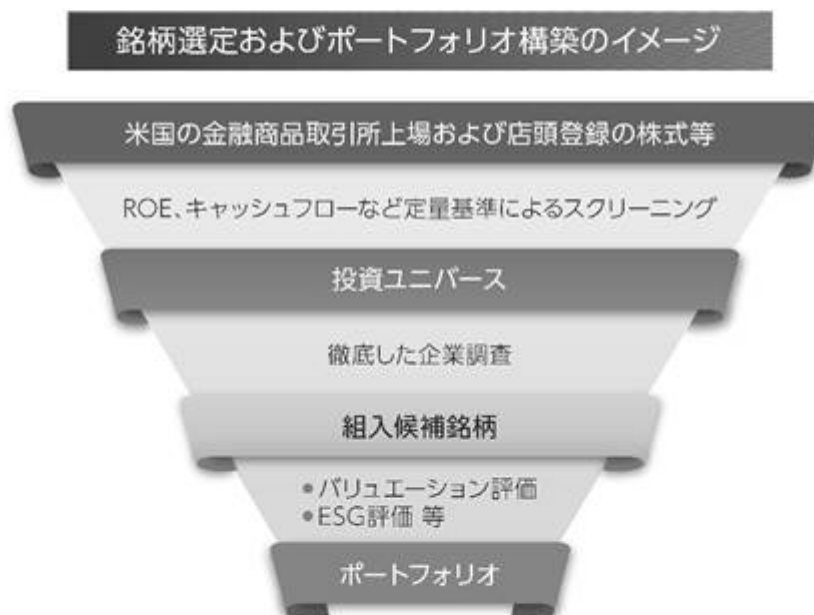 銘柄選定およびポートフォリオ構築のイメージ
米国の金融商品取引所上場および店頭登録の株式等
ROE、キャッシュフローなど定量基準によるスクリーニング
投資ユニバース
徹底した企業調査
組入候補銘柄
●バリュエーション評価
●ESG評価 等
ポートフォリオ